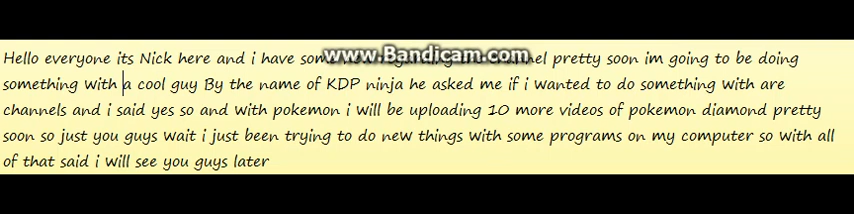 www.Bandicam.com
Hello everyone its Nick here and i have some nel pretty soon im going to be doing
something with a cool guy By the name of KDP ninja he asked me if i wanted to do something with are
channels and i said yes so and with pokemon i will be uploading 10 more videos of pokemon diamond pretty
soon so just you guys wait i just been trying to do new things with some programs on my computer so with all
of that said i will see you guys later